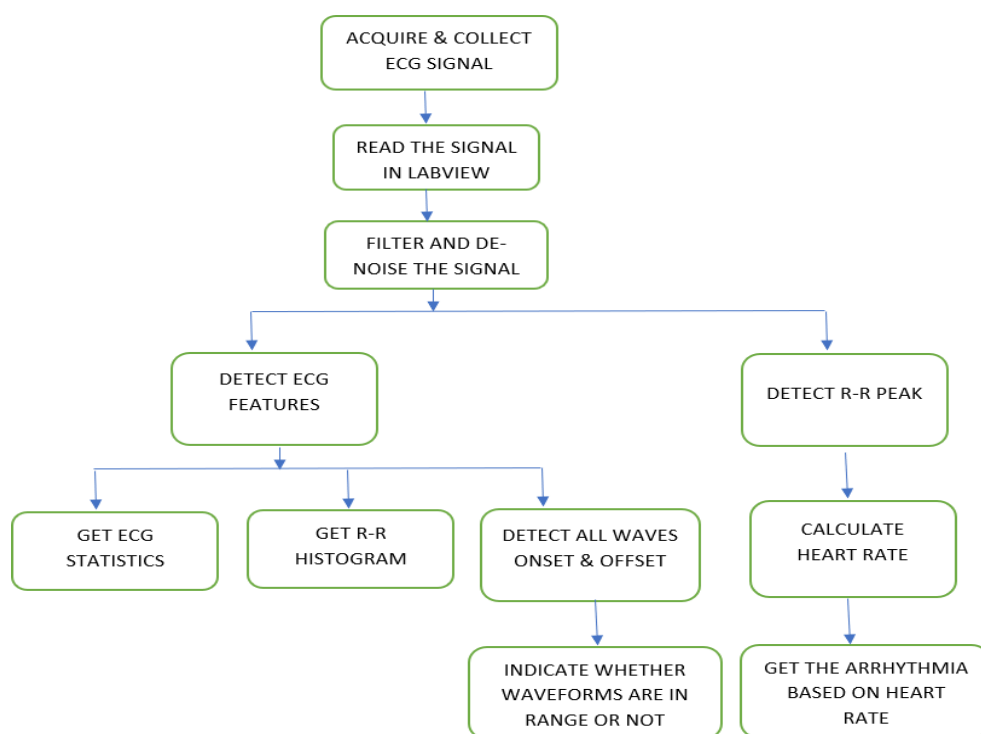 ACQUIRE & COLLECT
ECG SIGNAL
READ THE SIGNAL
IN LABVIEW
FILTER AND DE-
NOISE THE SIGNAL
DETECT ECG
FEATURES
DETECT R-R PEAK
GET ECG
STATISTICS
GET R-R
HISTOGRAM
DETECT ALL WAVES
ONSET & OFFSET
CALCULATE
HEART RATE
INDICATE WHETHER
WAVEFORMS ARE IN
RANGE OR NOT
GET THE ARRHYTHMIA
BASED ON HEART
RATE